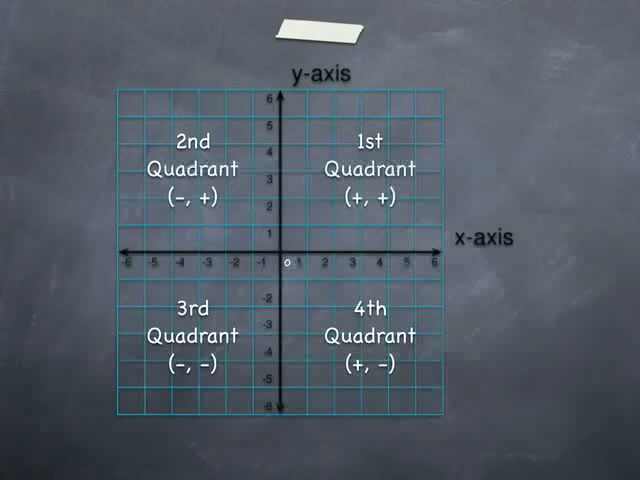 y-axis
6
5
4
3
2
1
2nd
Quadrant
(-, +)
1st
Quadrant
(+, +)
x-axis
-6 -5 -4 -3 -2 -1 0 1 2 3 4 5 6
3rd
Quadrant
(-, -)
4th
Quadrant
(+, -)
-2
-3
-4
-5
-6